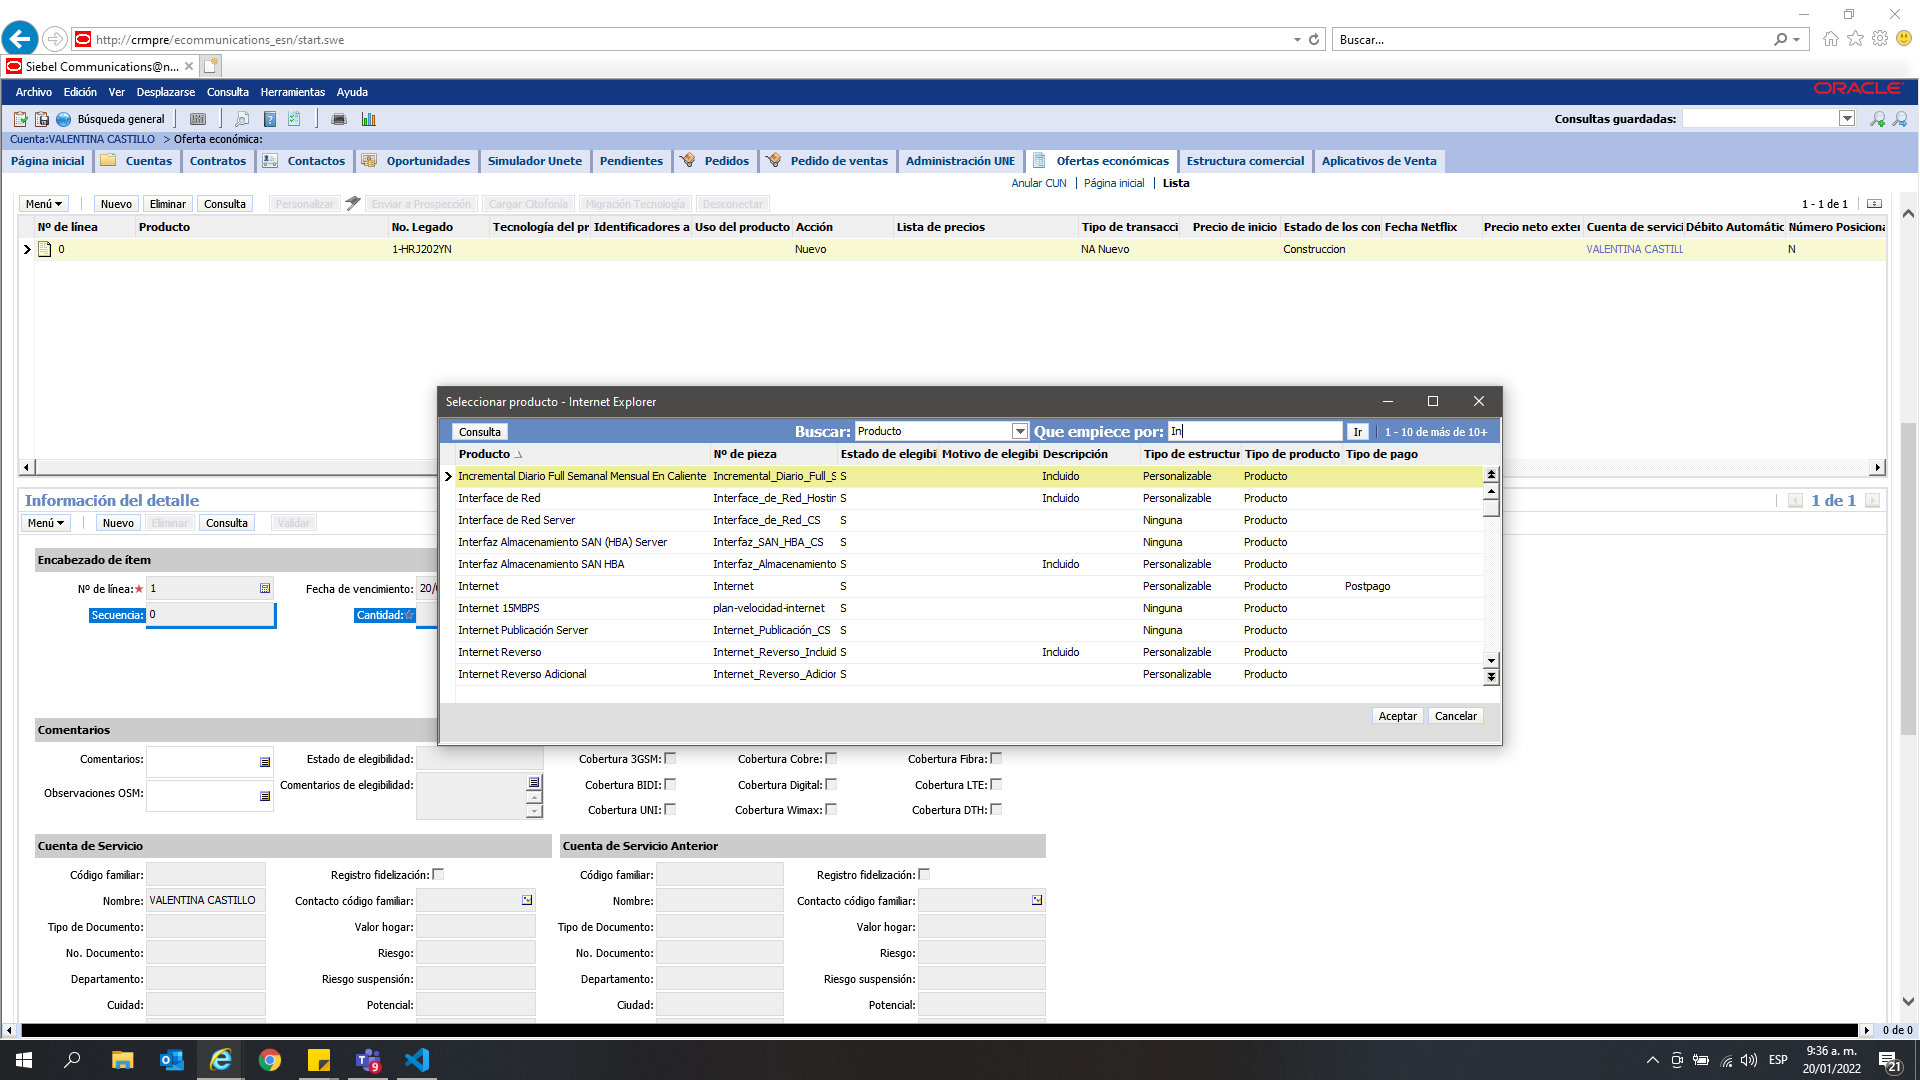 http://crmpre/ecommunications_esn/start.swe
Buscar...
Siebel Communications@n...
Archivo Edición Ver Desplazarse Consulta Herramientas Ayuda
ORACLE
Búsqueda general
Consultas guardadas:
Cuenta:VALENTINA CASTILLO > Oferta económica:
Página inicial Cuentas Contratos Contactos Oportunidades Simulador Unete Pendientes Pedidos Pedido de ventas Administración UNE Ofertas económicas Estructura comercial Aplicativos de Venta
Anular CUN | Página inicial | Lista
Menú Nuevo Eliminar Consulta Personalizar Enviar a Prospección Cargar Citofonía Migración Tecnología Desconectar 1 - 1 de 1
Nº de línea Producto No. Legado Tecnología del pr Identificadores a Uso del producto Acción Lista de precios Tipo de transacci Precio de inicio Estado de los con Fecha Netflix Precio neto exter Cuenta de servici Débito Automátic Número Posiciona
0 1-HRJ202YN Nuevo NA Nuevo Construccion VALENTINA CASTILL N
Seleccionar producto - Internet Explorer
Consulta Buscar: Producto Que empiece por: In Ir 1 - 10 de más de 10+
Producto Nº de pieza Estado de elegibi Motivo de elegibi Descripción Tipo de estructur Tipo de producto Tipo de pago
Incremental Diario Full Semanal Mensual En Caliente Incremental_Diario_Full_S S Incluido Personalizable Producto
Interface de Red Interface_de_Red_Hostin S Incluido Personalizable Producto
Interface de Red Server Interface_de_Red_CS S Ninguna Producto
Interfaz Almacenamiento SAN (HBA) Server Interfaz_SAN_HBA_CS S Ninguna Producto
Interfaz Almacenamiento SAN HBA Interfaz_Almacenamiento S Incluido Personalizable Producto
Internet Internet S Personalizable Producto Postpago
Internet 15MBPS plan-velocidad-internet S Ninguna Producto
Internet Publicación Server Internet_Publicación_CS S Ninguna Producto
Internet Reverso Internet_Reverso_Incluid S Incluido Personalizable Producto
Internet Reverso Adicional Internet_Reverso_Adicior S Personalizable Producto
Aceptar Cancelar
Información del detalle 1 de 1
Menú Nuevo Eliminar Consulta Validar
Encabezado de ítem
Nº de línea: 1 Fecha de vencimiento: 20/
Secuencia: 0 Cantidad:
Comentarios
Comentarios: Estado de elegibilidad: Cobertura 3GSM: Cobertura Cobre: Cobertura Fibra:
Observaciones OSM: Comentarios de elegibilidad: Cobertura BIDI: Cobertura Digital: Cobertura LTE:
Cobertura UNI: Cobertura Wimax: Cobertura DTH:
Cuenta de Servicio Cuenta de Servicio Anterior
Código familiar: Registro fidelización: Código familiar: Registro fidelización:
Nombre: VALENTINA CASTILLO Contacto código familiar: Nombre: Contacto código familiar:
Tipo de Documento: Valor hogar: Tipo de Documento: Valor hogar:
No. Documento: Riesgo: No. Documento: Riesgo:
Departamento: Riesgo suspensión: Departamento: Riesgo suspensión:
Cuidad: Potencial: Ciudad: Potencial:
0 de 0
9
ESP
9:36 a. m.
20/01/2022
21